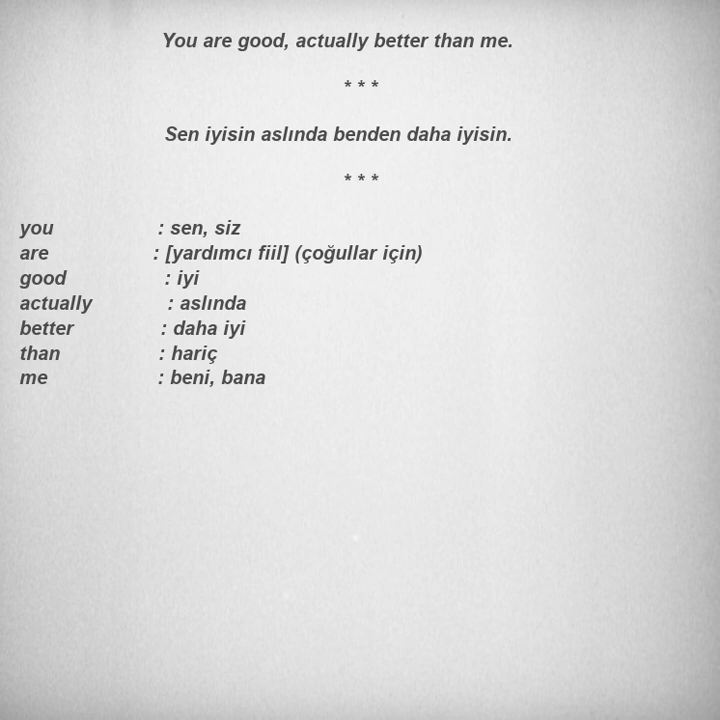 You are good, actually better than me.
* * *
Sen iyisin aslında benden daha iyisin.
* * *
you : sen, siz
are : [yardımcı fiil] (çoğullar için)
good : iyi
actually : aslında
better : daha iyi
than : hariç
me : beni, bana